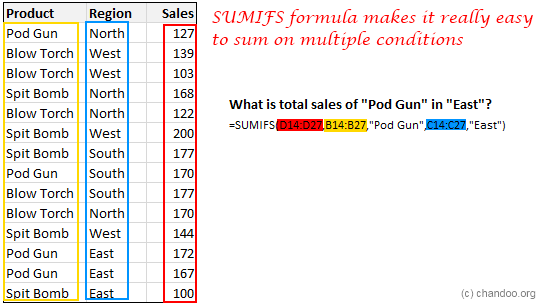 Product Region Sales
Pod Gun North 127
Blow Torch West 139
Blow Torch West 103
Spit Bomb North 168
Blow Torch North 122
Spit Bomb West 200
Spit Bomb South 177
Pod Gun South 170
Blow Torch South 177
Blow Torch North 170
Spit Bomb West 144
Pod Gun East 172
Pod Gun East 167
Spit Bomb East 100
SUMIFS formula makes it really easy
to sum on multiple conditions
What is total sales of "Pod Gun" in "East"?
=SUMIFS(D14:D27,B14:B27,"Pod Gun",C14:C27,"East")
(c) chandoo.org